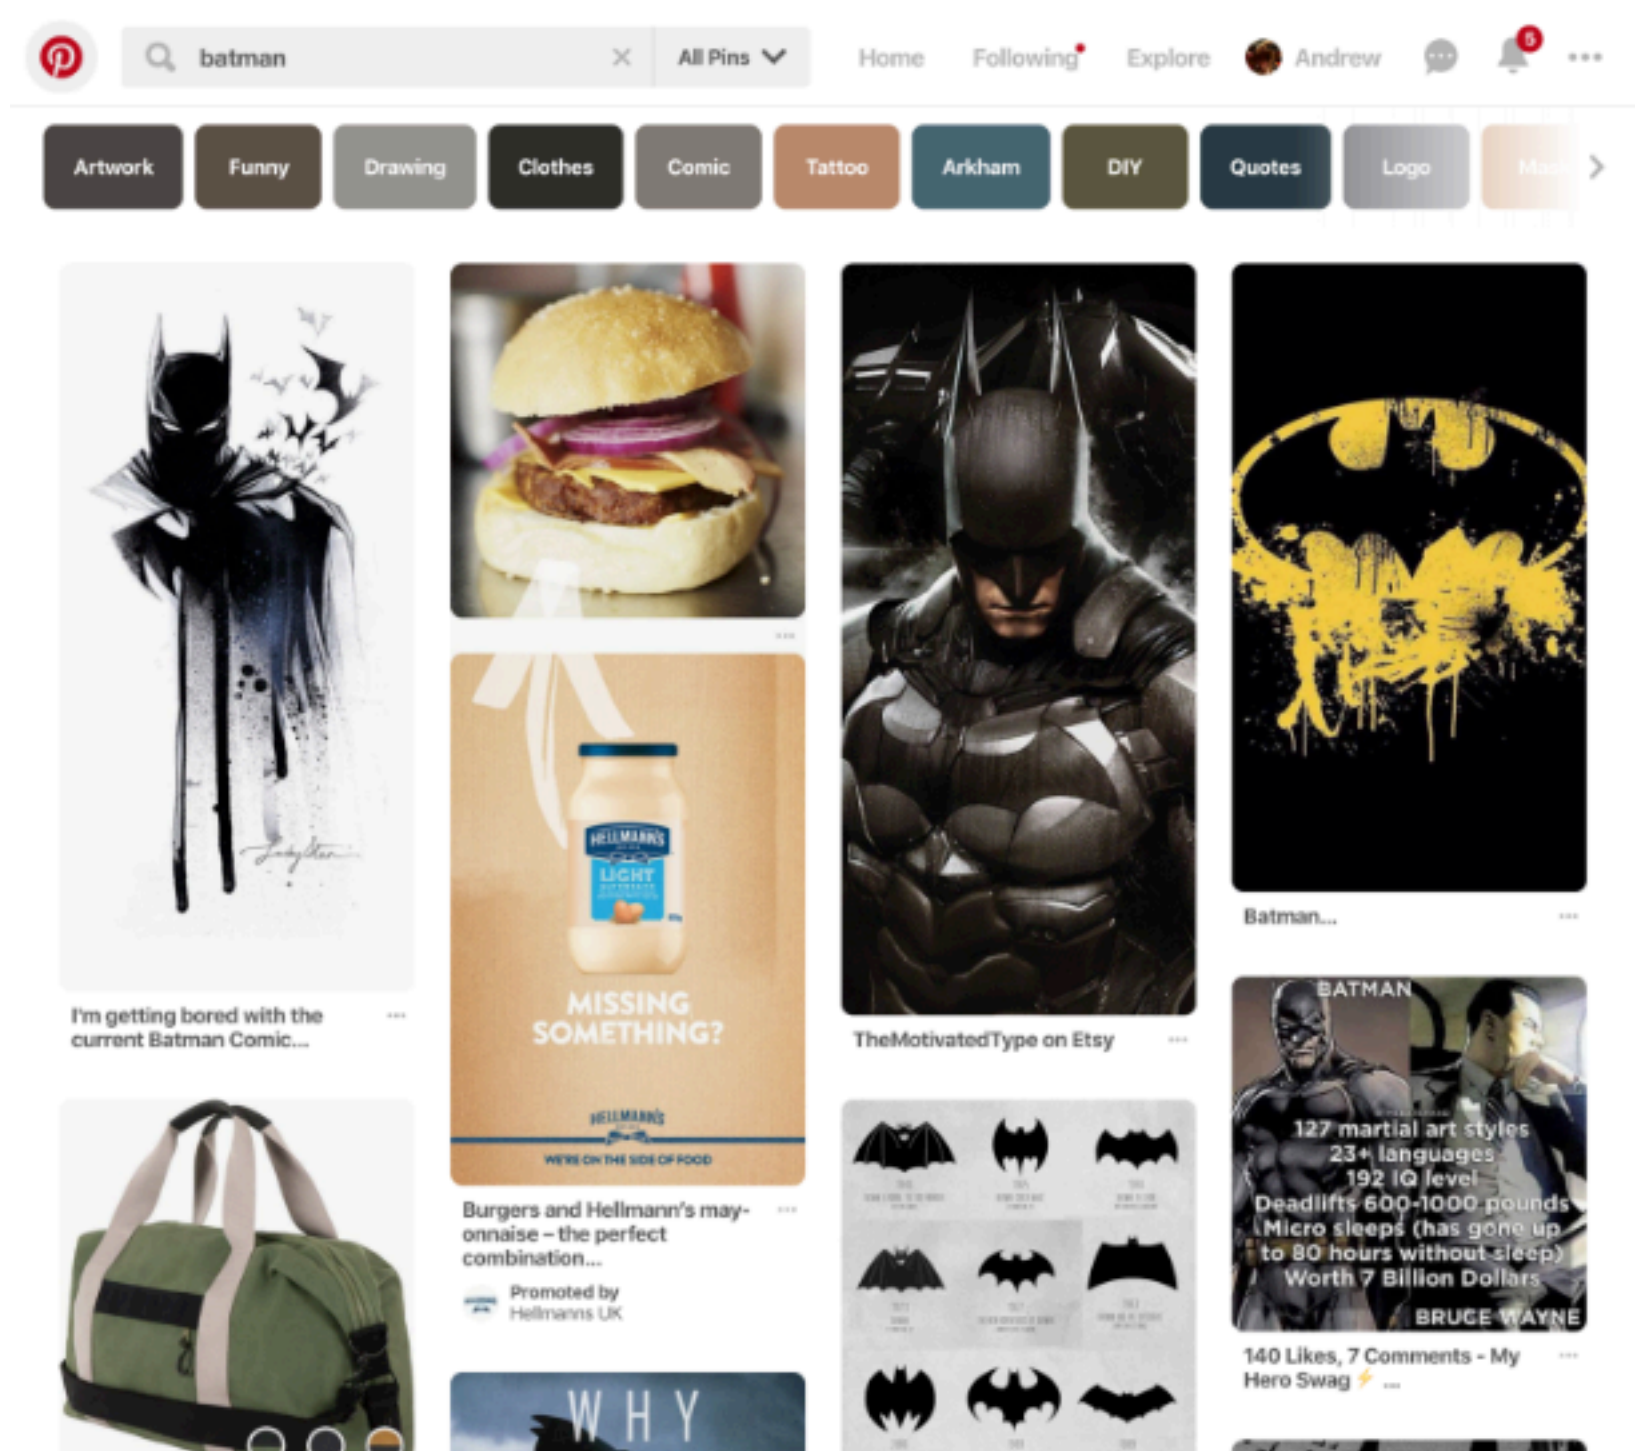 batman
All Pins
Home
Following
Explore
Andrew
5
Artwork
Funny
Drawing
Clothes
Comic
Tattoo
Arkham
DIY
Quotes
Logo
I'm getting bored with the
current Batman Comic...
HELLMANN'S
LIGHT
MISSING
SOMETHING?
HELLMANN'S
WE'RE ON THE SIDE OF FOOD
Burgers and Hellmann's may-
onnaise – the perfect
combination...
Promoted by
Hellmanns UK
WHY
TheMotivatedType on Etsy
Batman...
BATMAN
127 martial art styles
23+ languages
192 IQ level
Deadlifts 600-1000 pounds
Micro sleeps (has gone up
to 80 hours without sleep)
Worth 7 Billion Dollars
BRUCE WAYNE
140 Likes, 7 Comments - My
Hero Swag ⚡ ...